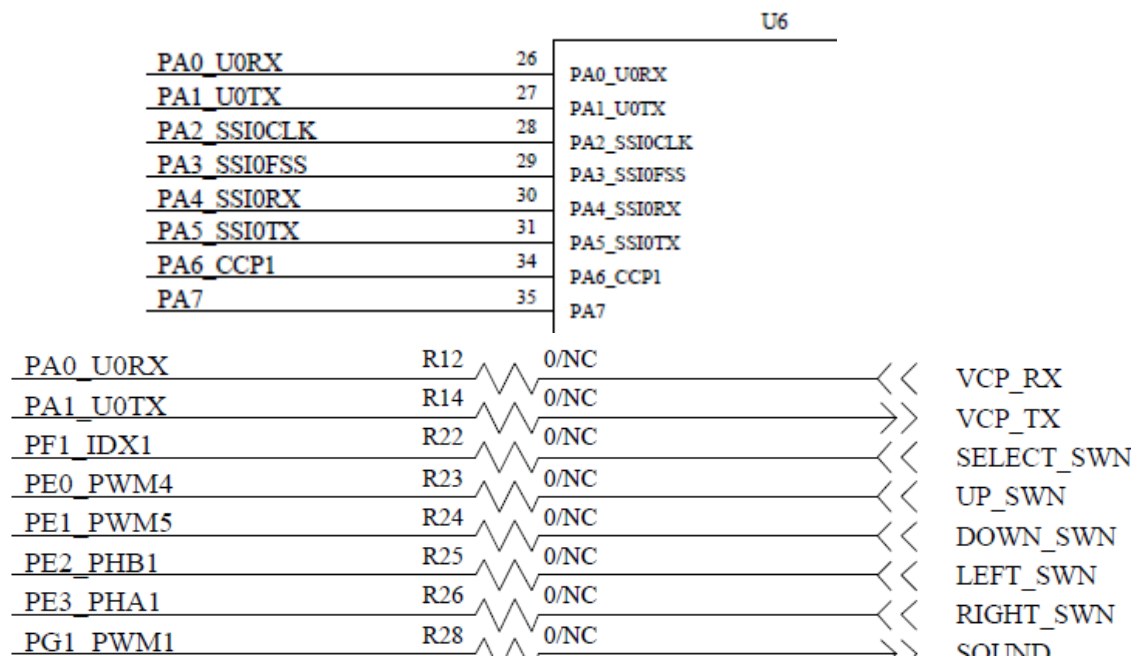 U6
PA0_U0RX 26 PA0_U0RX
PA1_U0TX 27 PA1_U0TX
PA2_SSI0CLK 28 PA2_SSI0CLK
PA3_SSI0FSS 29 PA3_SSI0FSS
PA4_SSI0RX 30 PA4_SSI0RX
PA5_SSI0TX 31 PA5_SSI0TX
PA6_CCP1 34 PA6_CCP1
PA7 35 PA7
PA0_U0RX R12 0/NC VCP_RX
PA1_U0TX R14 0/NC VCP_TX
PF1_IDX1 R22 0/NC SELECT_SWN
PE0_PWM4 R23 0/NC UP_SWN
PE1_PWM5 R24 0/NC DOWN_SWN
PE2_PHB1 R25 0/NC LEFT_SWN
PE3_PHA1 R26 0/NC RIGHT_SWN
PG1_PWM1 R28 0/NC SOUND